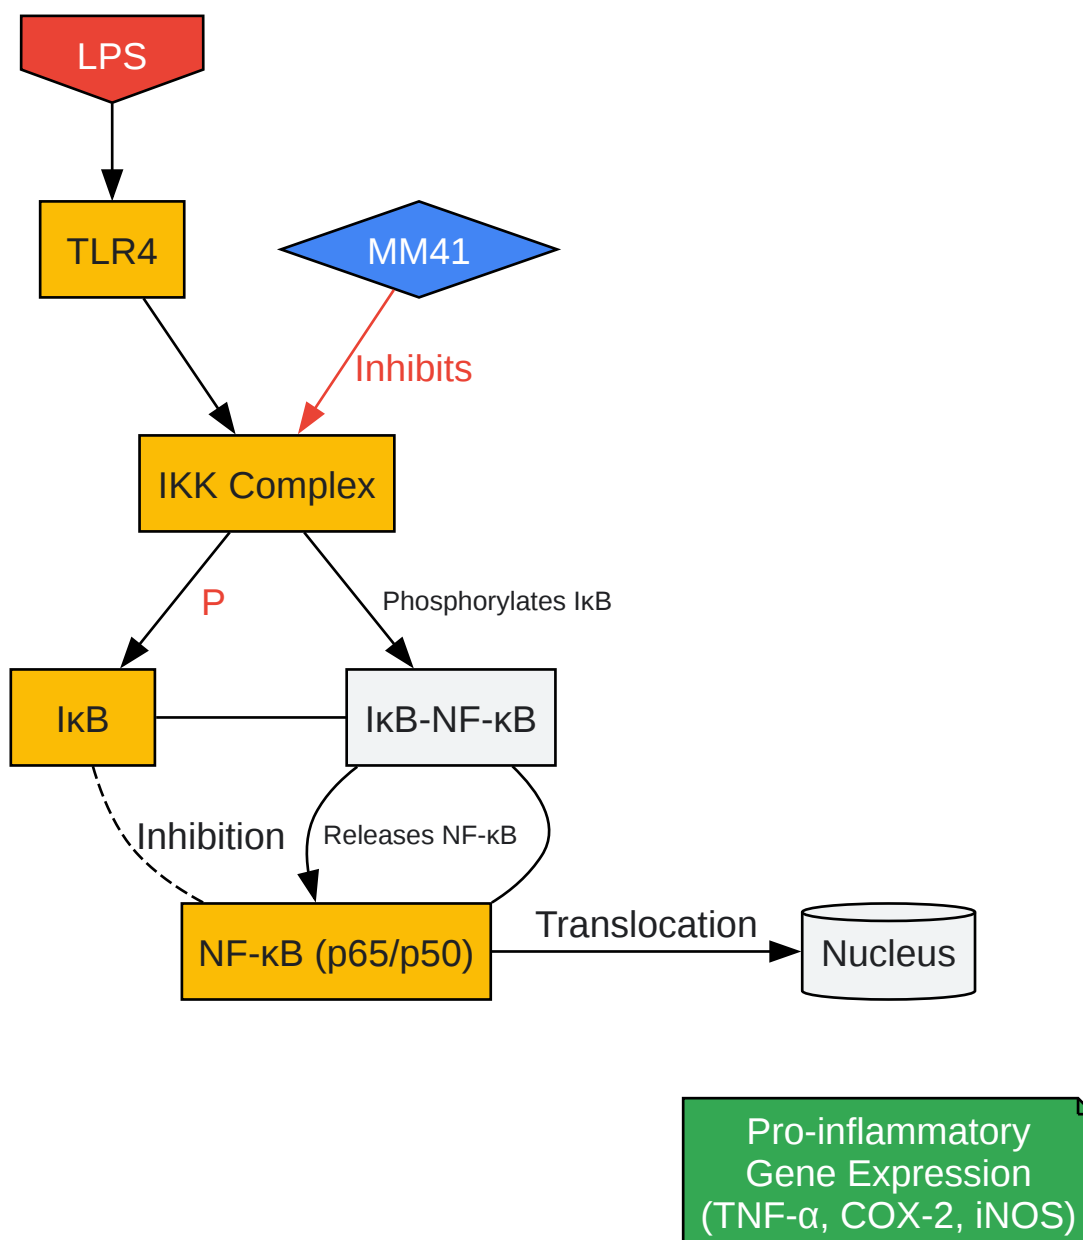 LPS
TLR4
MM41
Inhibits
IKK Complex
P
Phosphorylates IκB
IκB
IκB-NF-κB
Inhibition
Releases NF-κB
Translocation
NF-κB (p65/p50)
Nucleus
Pro-inflammatory
Gene Expression
(TNF-α, COX-2, iNOS)